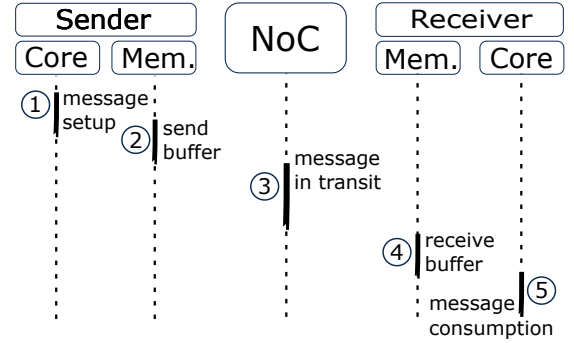 Sender
NoC
Receiver
Core
Mem.
Mem.
Core
1
message
setup
2
send
buffer
3
message
in transit
4
receive
buffer
5
message
consumption